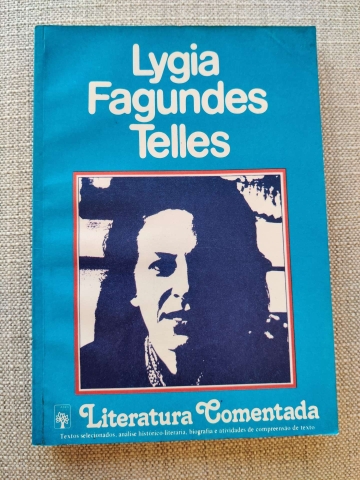 Lygia
Fagundes
Telles
Literatura Comentada
Textos selecionados, análise histórico-literária, biografia e atividades de compreensão de texto